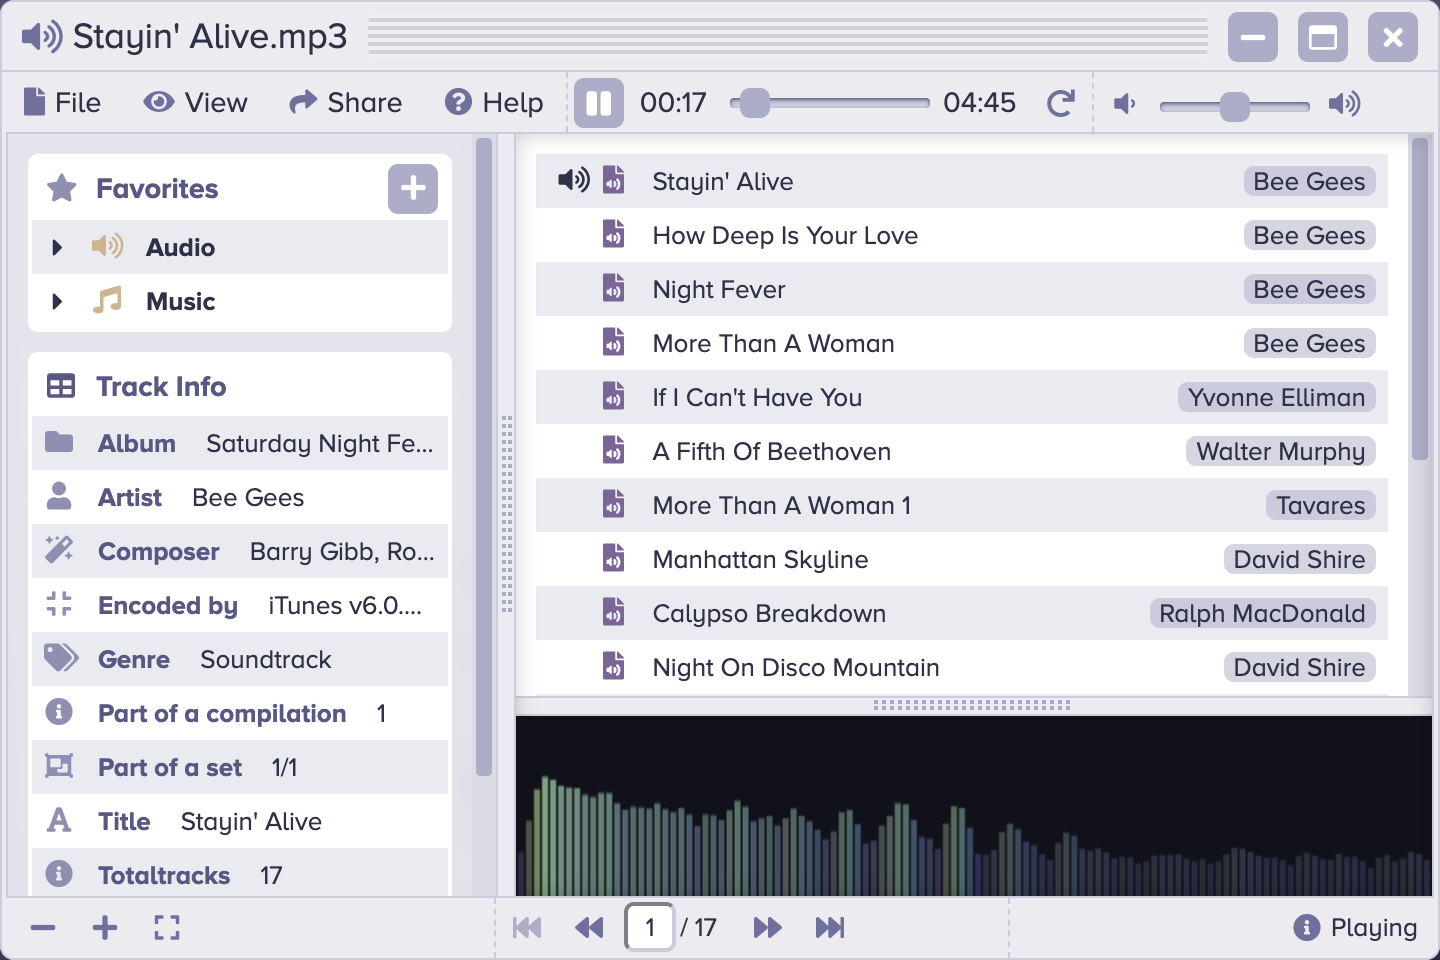 Stayin' Alive.mp3
File View Share Help 00:17 04:45
Favorites
Audio
Music
Track Info
Album Saturday Night Fe...
Artist Bee Gees
Composer Barry Gibb, Ro...
Encoded by iTunes v6.0....
Genre Soundtrack
Part of a compilation 1
Part of a set 1/1
Title Stayin' Alive
Totaltracks 17
Stayin' Alive Bee Gees
How Deep Is Your Love Bee Gees
Night Fever Bee Gees
More Than A Woman Bee Gees
If I Can't Have You Yvonne Elliman
A Fifth Of Beethoven Walter Murphy
More Than A Woman 1 Tavares
Manhattan Skyline David Shire
Calypso Breakdown Ralph MacDonald
Night On Disco Mountain David Shire
1 / 17 Playing